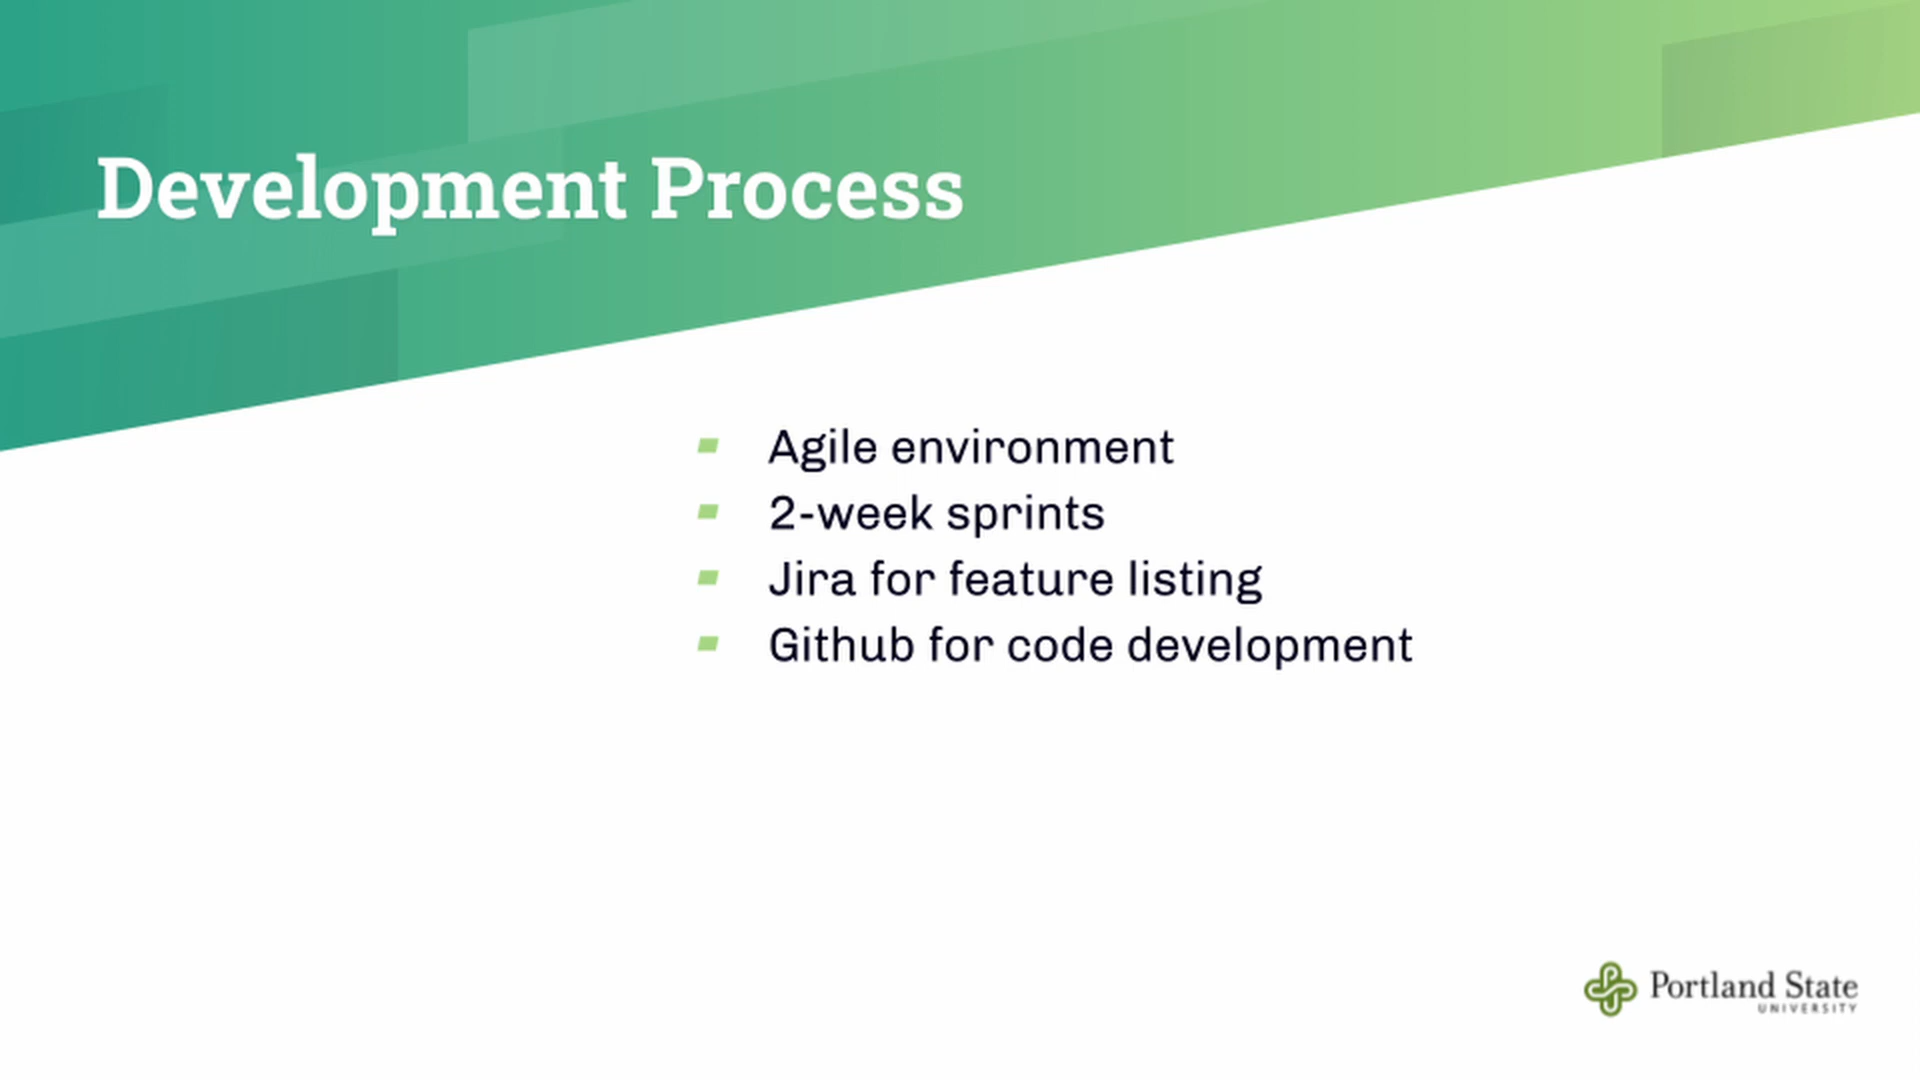 Development Process
Agile environment
2-week sprints
Jira for feature listing
Github for code development
Portland State
UNIVERSITY